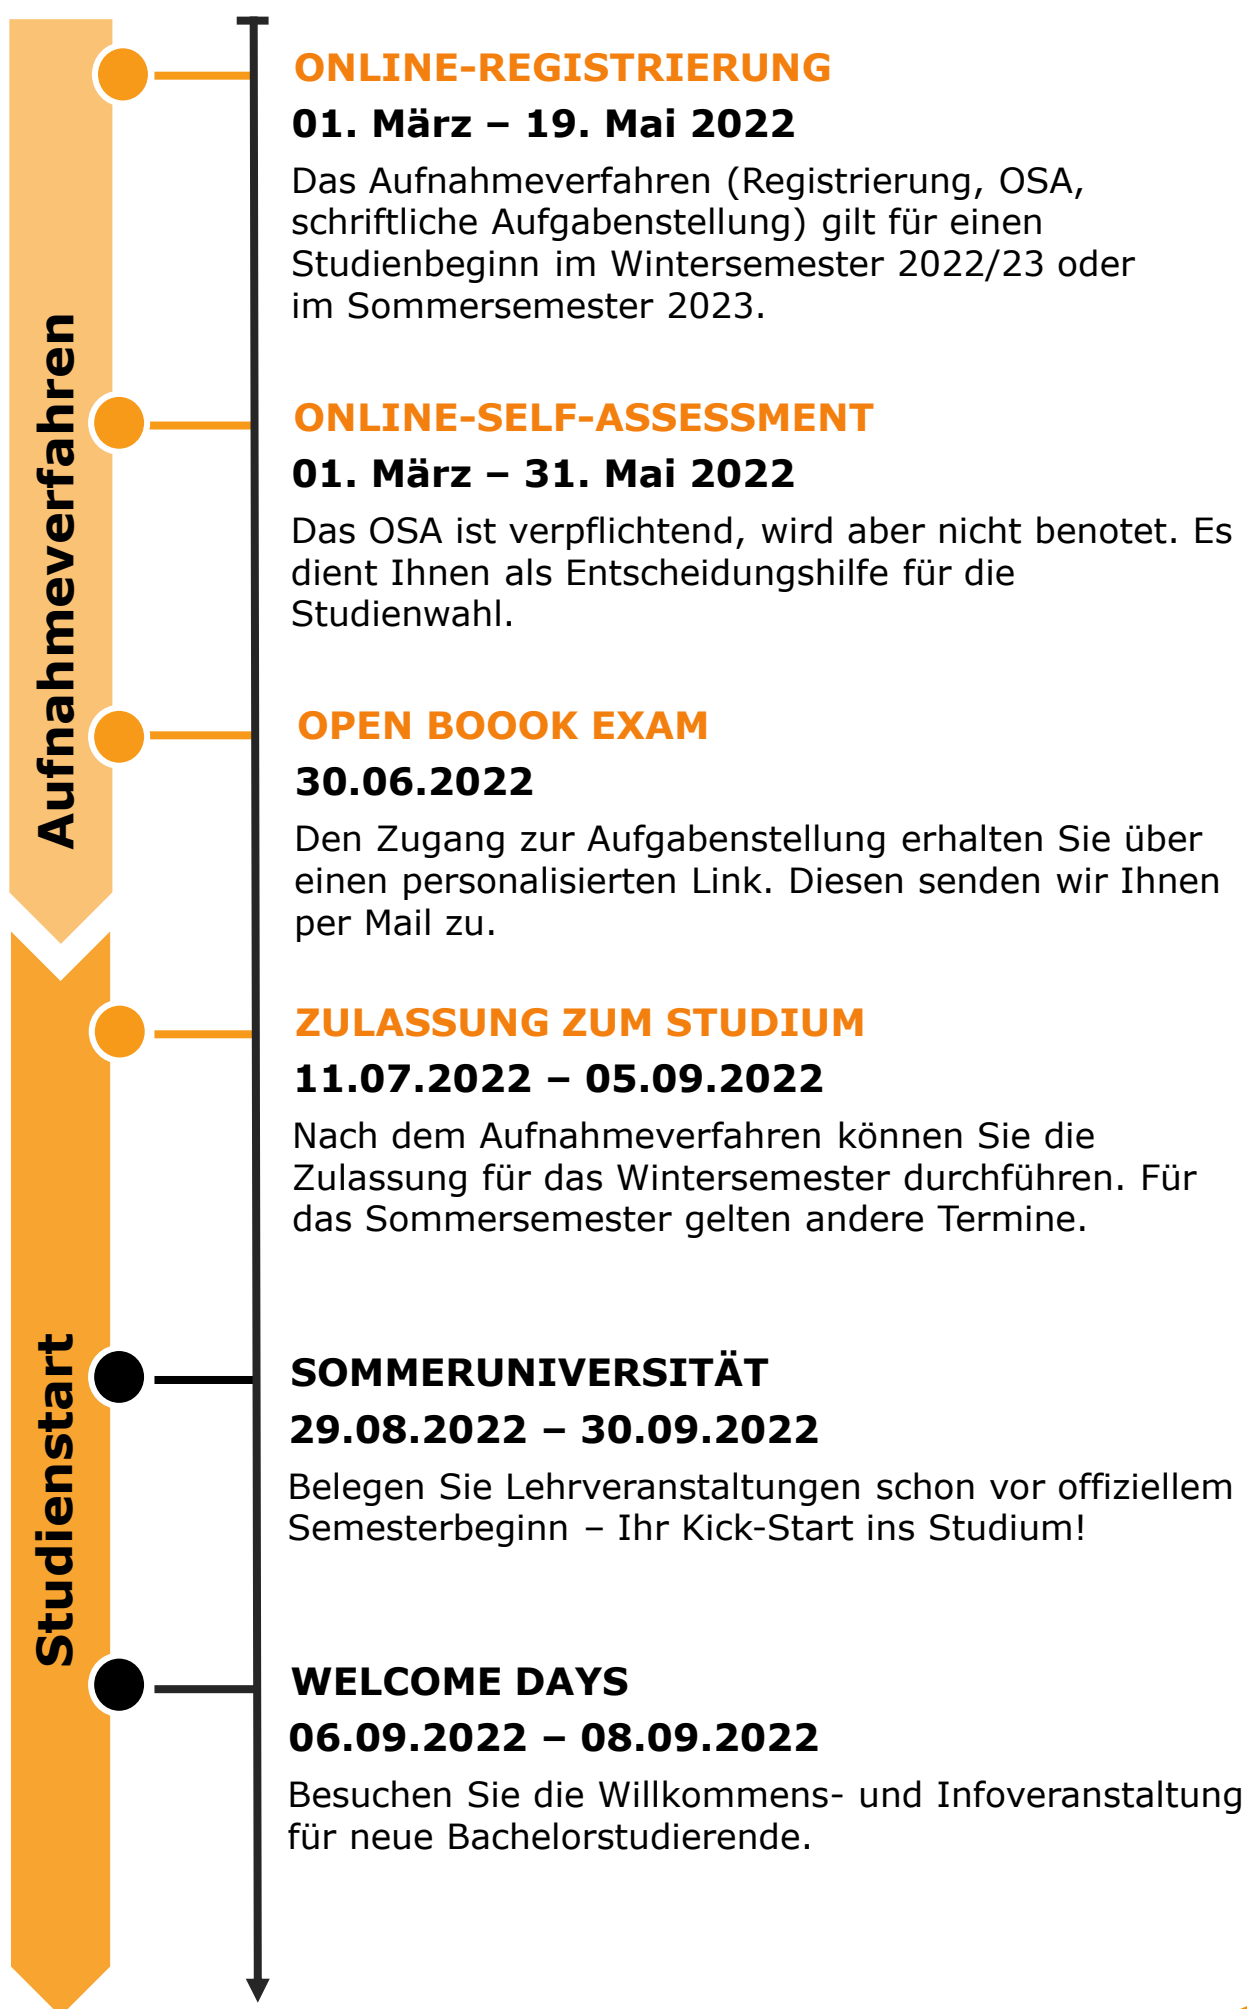 Aufnahmeverfahren
ONLINE-REGISTRIERUNG
01. März – 19. Mai 2022
Das Aufnahmeverfahren (Registrierung, OSA,
schriftliche Aufgabenstellung) gilt für einen
Studienbeginn im Wintersemester 2022/23 oder
im Sommersemester 2023.
ONLINE-SELF-ASSESSMENT
01. März – 31. Mai 2022
Das OSA ist verpflichtend, wird aber nicht benotet. Es
dient Ihnen als Entscheidungshilfe für die
Studienwahl.
OPEN BOOOK EXAM
30.06.2022
Den Zugang zur Aufgabenstellung erhalten Sie über
einen personalisierten Link. Diesen senden wir Ihnen
per Mail zu.
Studienstart
ZULASSUNG ZUM STUDIUM
11.07.2022 – 05.09.2022
Nach dem Aufnahmeverfahren können Sie die
Zulassung für das Wintersemester durchführen. Für
das Sommersemester gelten andere Termine.
SOMMERUNIVERSITÄT
29.08.2022 – 30.09.2022
Belegen Sie Lehrveranstaltungen schon vor offiziellem
Semesterbeginn – Ihr Kick-Start ins Studium!
WELCOME DAYS
06.09.2022 – 08.09.2022
Besuchen Sie die Willkommens- und Infoveranstaltung
für neue Bachelorstudierende.